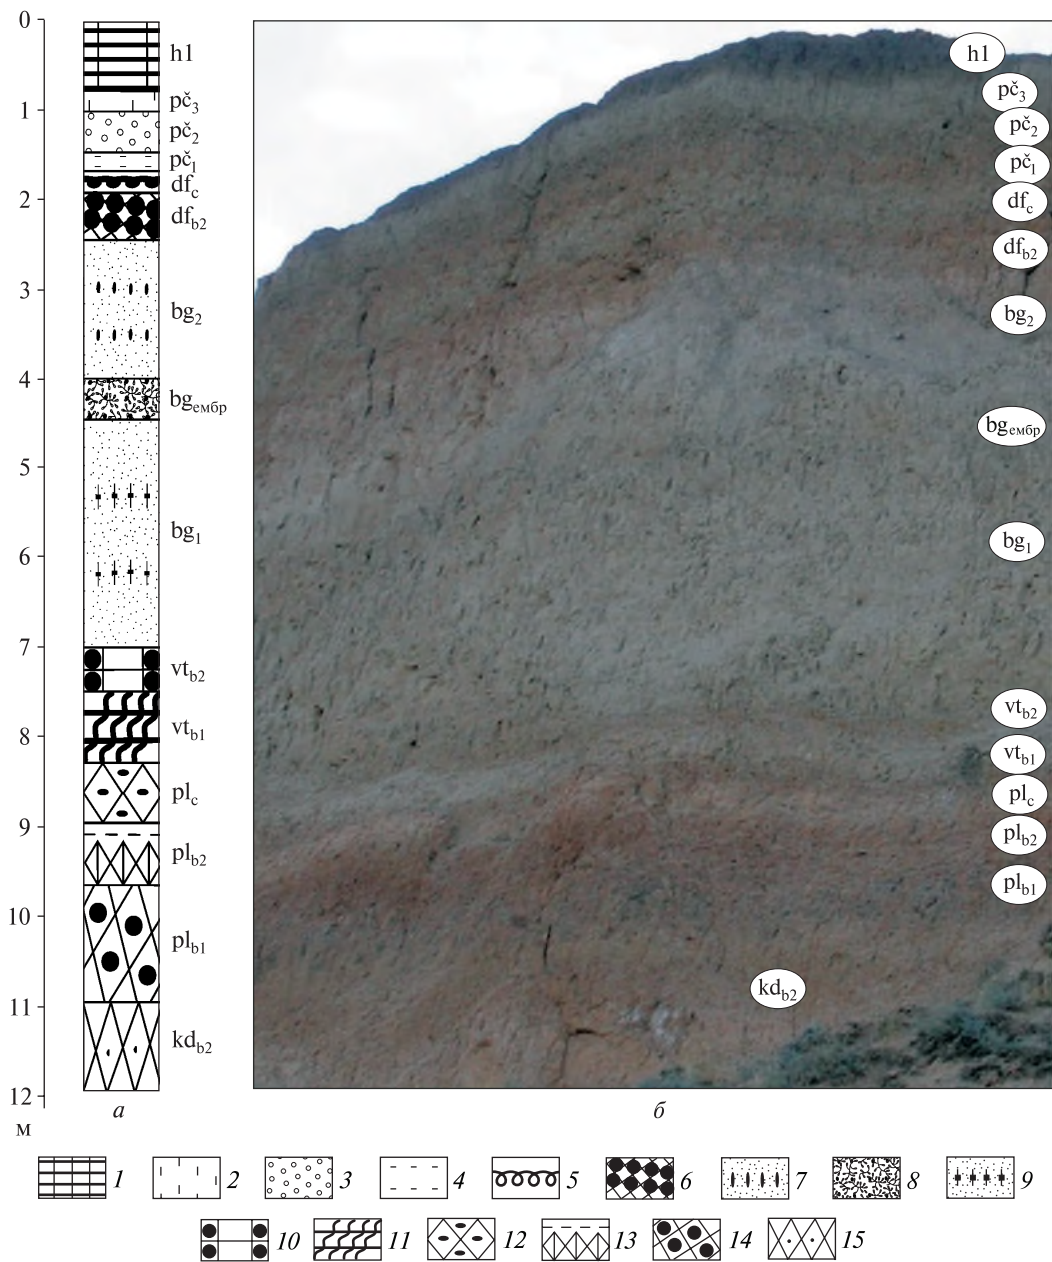 0
1
2
3
4
5
6
7
8
9
10
11
12
м
h1
pč3
pč2
pč1
dfc
dfb2
bg2
bgембр
bg1
vtb2
vtb1
plc
plb2
plb1
kdb2
а
h1
pč3
pč2
pč1
dfc
dfb2
bg2
bgембр
bg1
vtb2
vtb1
plc
plb2
plb1
kdb2
б
1 2 3 4 5 6 7 8 9
10 11 12 13 14 15